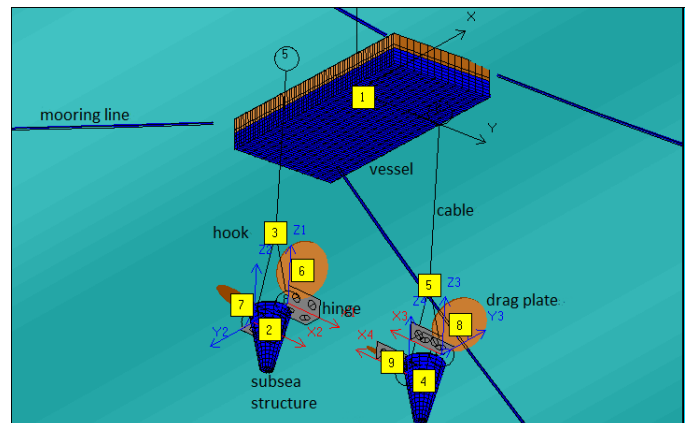 X
5
1
mooring line
Y
vessel
cable
hook
3
Z1
Z2
6
5
Z3
drag plate
7
hinge
Z4
X3
8
Y3
2
Y2
X2
X4
9
subsea
structure
4